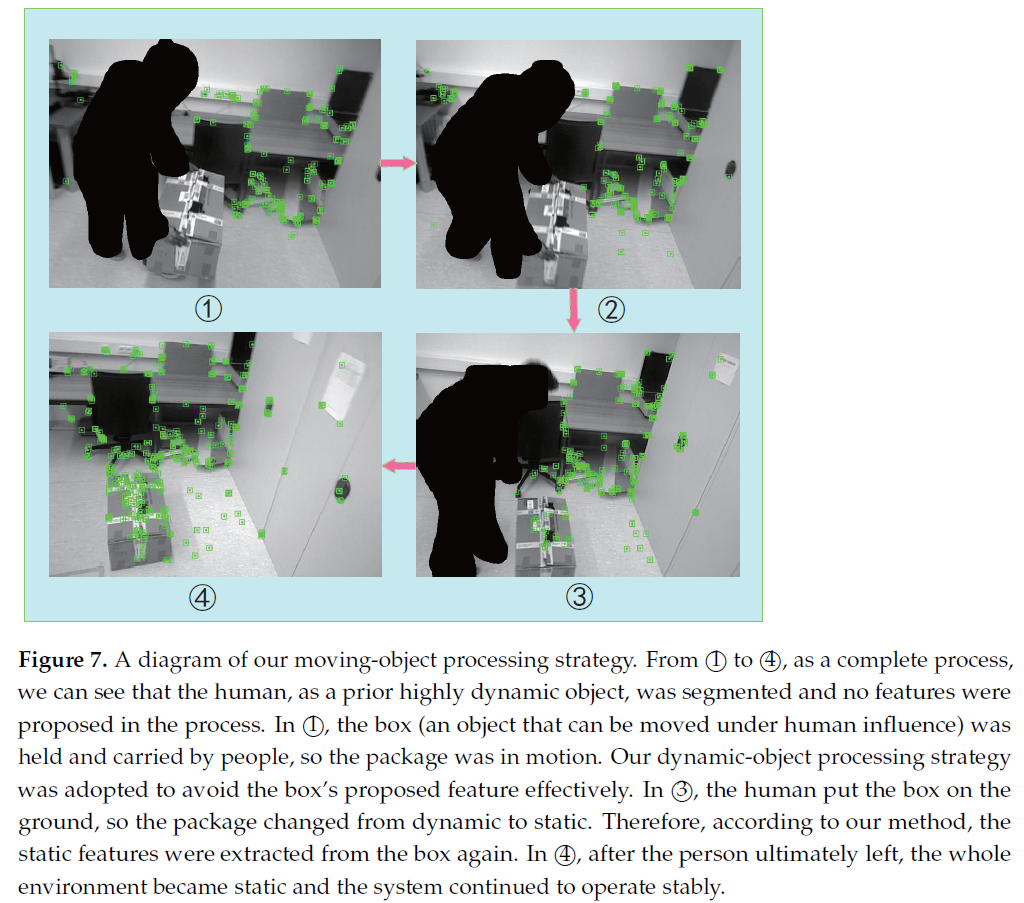 ①
②
④
③
Figure 7. A diagram of our moving-object processing strategy. From ① to ④, as a complete process,
we can see that the human, as a prior highly dynamic object, was segmented and no features were
proposed in the process. In ①, the box (an object that can be moved under human influence) was
held and carried by people, so the package was in motion. Our dynamic-object processing strategy
was adopted to avoid the box’s proposed feature effectively. In ③, the human put the box on the
ground, so the package changed from dynamic to static. Therefore, according to our method, the
static features were extracted from the box again. In ④, after the person ultimately left, the whole
environment became static and the system continued to operate stably.